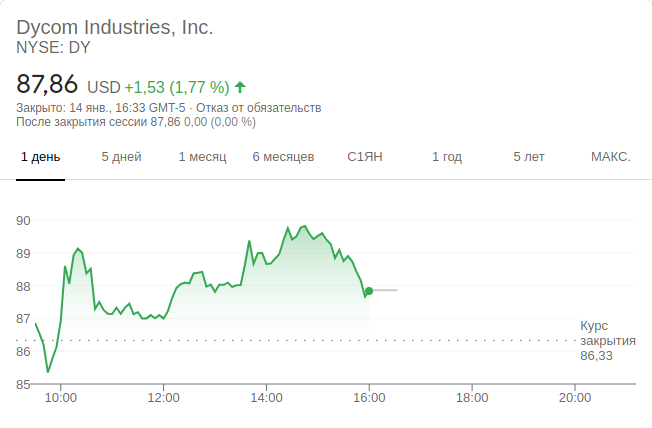 Dycom Industries, Inc.
NYSE: DY
87,86 USD +1,53 (1,77 %)
Закрыто: 14 янв., 16:33 GMT-5 · Отказ от обязательств
После закрытия сессии 87,86 0,00 (0,00 %)
1 день 5 дней 1 месяц 6 месяцев С1ЯН 1 год 5 лет МАКС.
90
89
88
87
86
85
Курс
закрытия
86,33
10:00 12:00 14:00 16:00 18:00 20:00